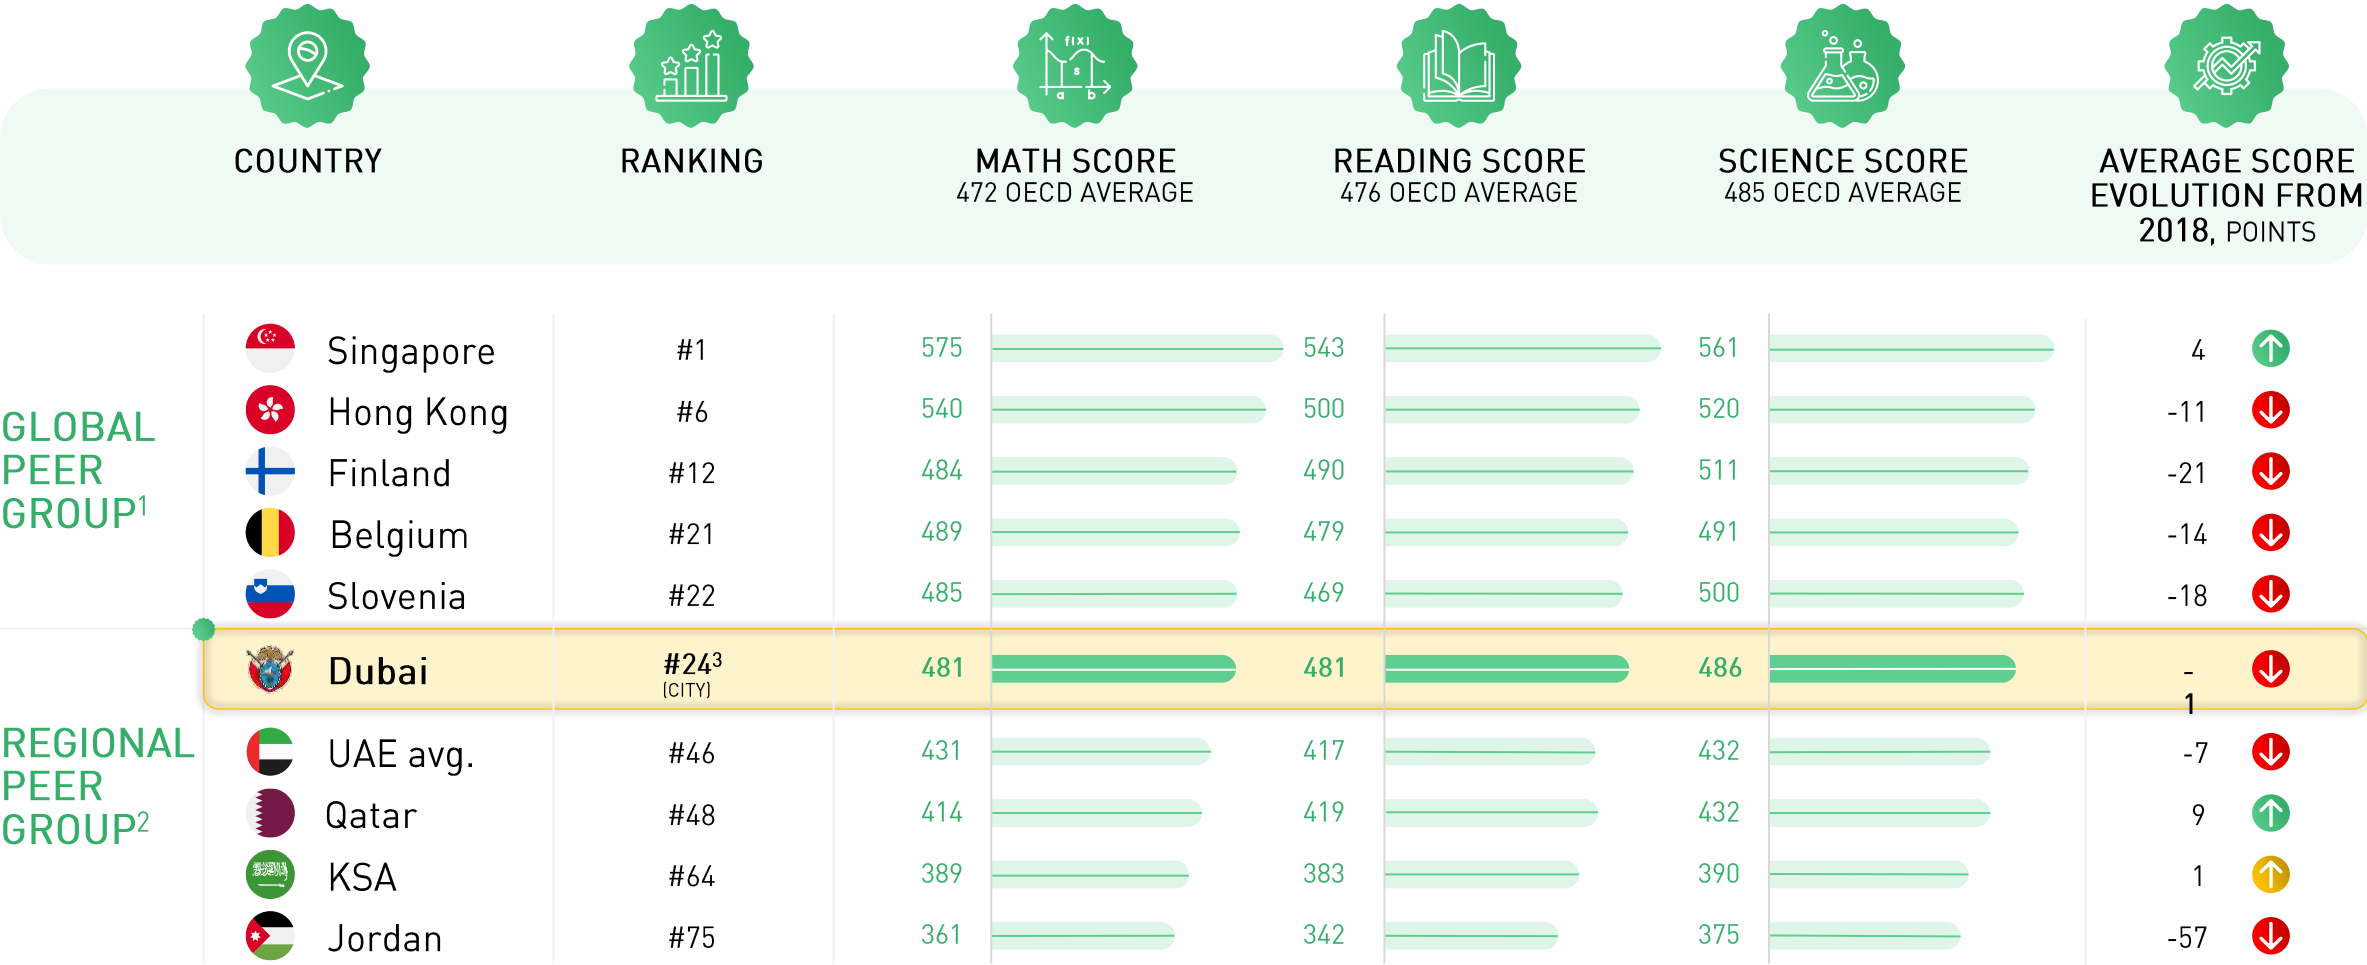 f(x)
s
a b
COUNTRY
RANKING
MATH SCORE
472 OECD AVERAGE
READING SCORE
476 OECD AVERAGE
SCIENCE SCORE
485 OECD AVERAGE
AVERAGE SCORE
EVOLUTION FROM
2018, POINTS
GLOBAL
PEER
GROUP1
Singapore #1 575 543 561 4
Hong Kong #6 540 500 520 -11
Finland #12 484 490 511 -21
Belgium #21 489 479 491 -14
Slovenia #22 485 469 500 -18
Dubai #243 481 481 486 -
(CITY) 1
REGIONAL
PEER
GROUP2
UAE avg. #46 431 417 432 -7
Qatar #48 414 419 432 9
KSA #64 389 383 390 1
Jordan #75 361 342 375 -57